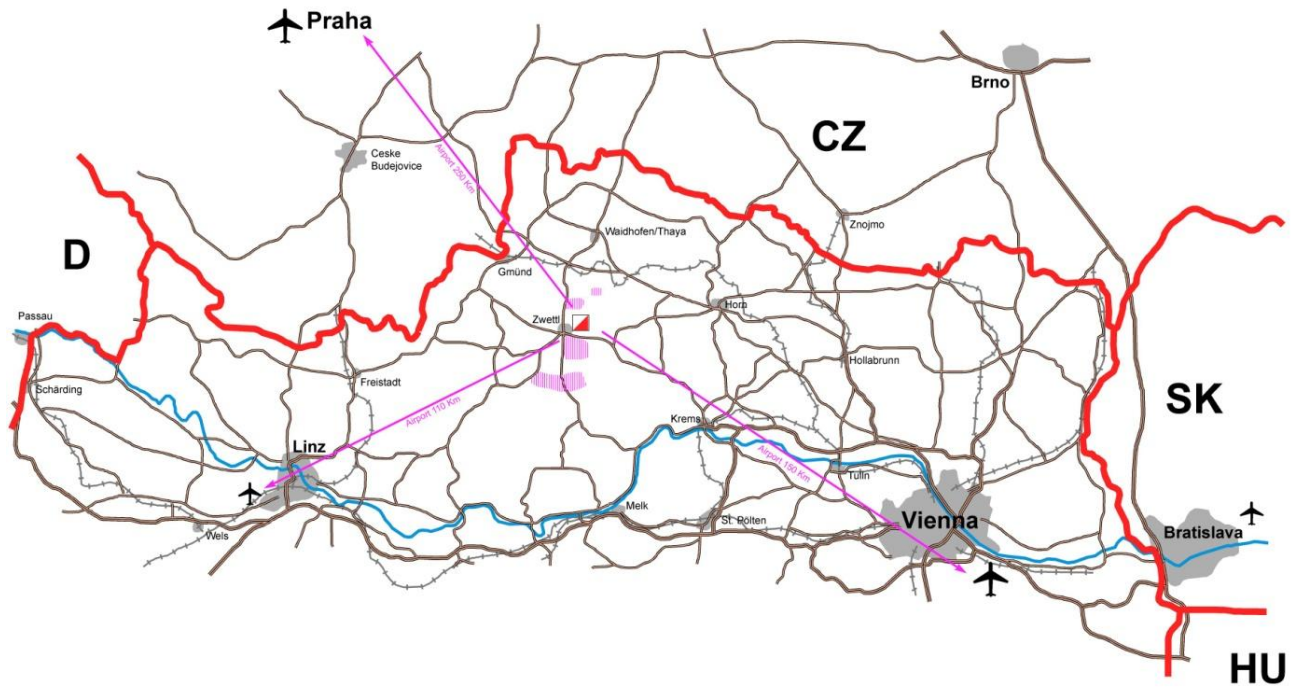 Praha
Brno
CZ
Ceske
Budejovice
Airport 250 Km
Znojmo
Waidhofen/Thaya
D
Gmünd
Horn
Passau
Zwettl
Hollabrunn
Schärding
Freistadt
SK
Airport 110 Km
Krems
Linz
Airport 150 Km
Tulln
Melk
St. Pölten
Vienna
Wels
Bratislava
HU